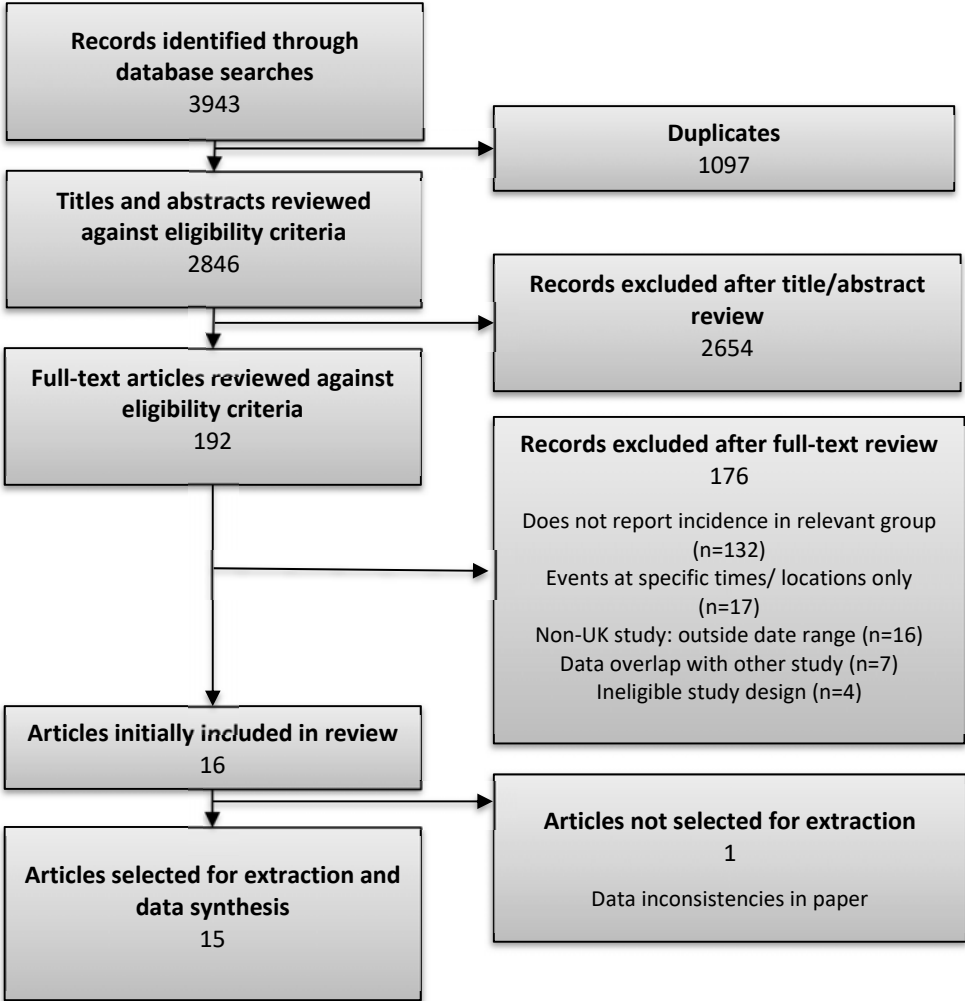 Records identified through
database searches
3943
Duplicates
1097
Titles and abstracts reviewed
against eligibility criteria
2846
Records excluded after title/abstract
review
2654
Full-text articles reviewed against
eligibility criteria
192
Records excluded after full-text review
176
Does not report incidence in relevant group
(n=132)
Events at specific times/ locations only
(n=17)
Non-UK study: outside date range (n=16)
Data overlap with other study (n=7)
Ineligible study design (n=4)
Articles initially included in review
16
Articles not selected for extraction
1
Data inconsistencies in paper
Articles selected for extraction and
data synthesis
15